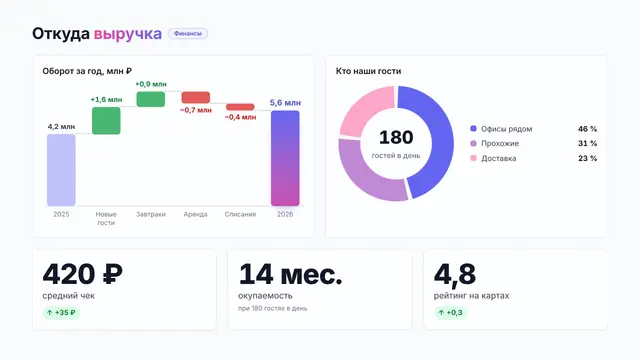 Откуда выручка
Финансы
Оборот за год, млн ₽
4,2 млн
+1,6 млн
+0,9 млн
−0,7 млн
−0,4 млн
5,6 млн
2025
Новые
гости
Завтраки
Аренда
Списания
2026
Кто наши гости
180
гостей в день
Офисы рядом 46 %
Прохожие 31 %
Доставка 23 %
420 ₽
средний чек
↑ +35 ₽
14 мес.
окупаемость
при 180 гостях в день
4,8
рейтинг на картах
↑ +0,3